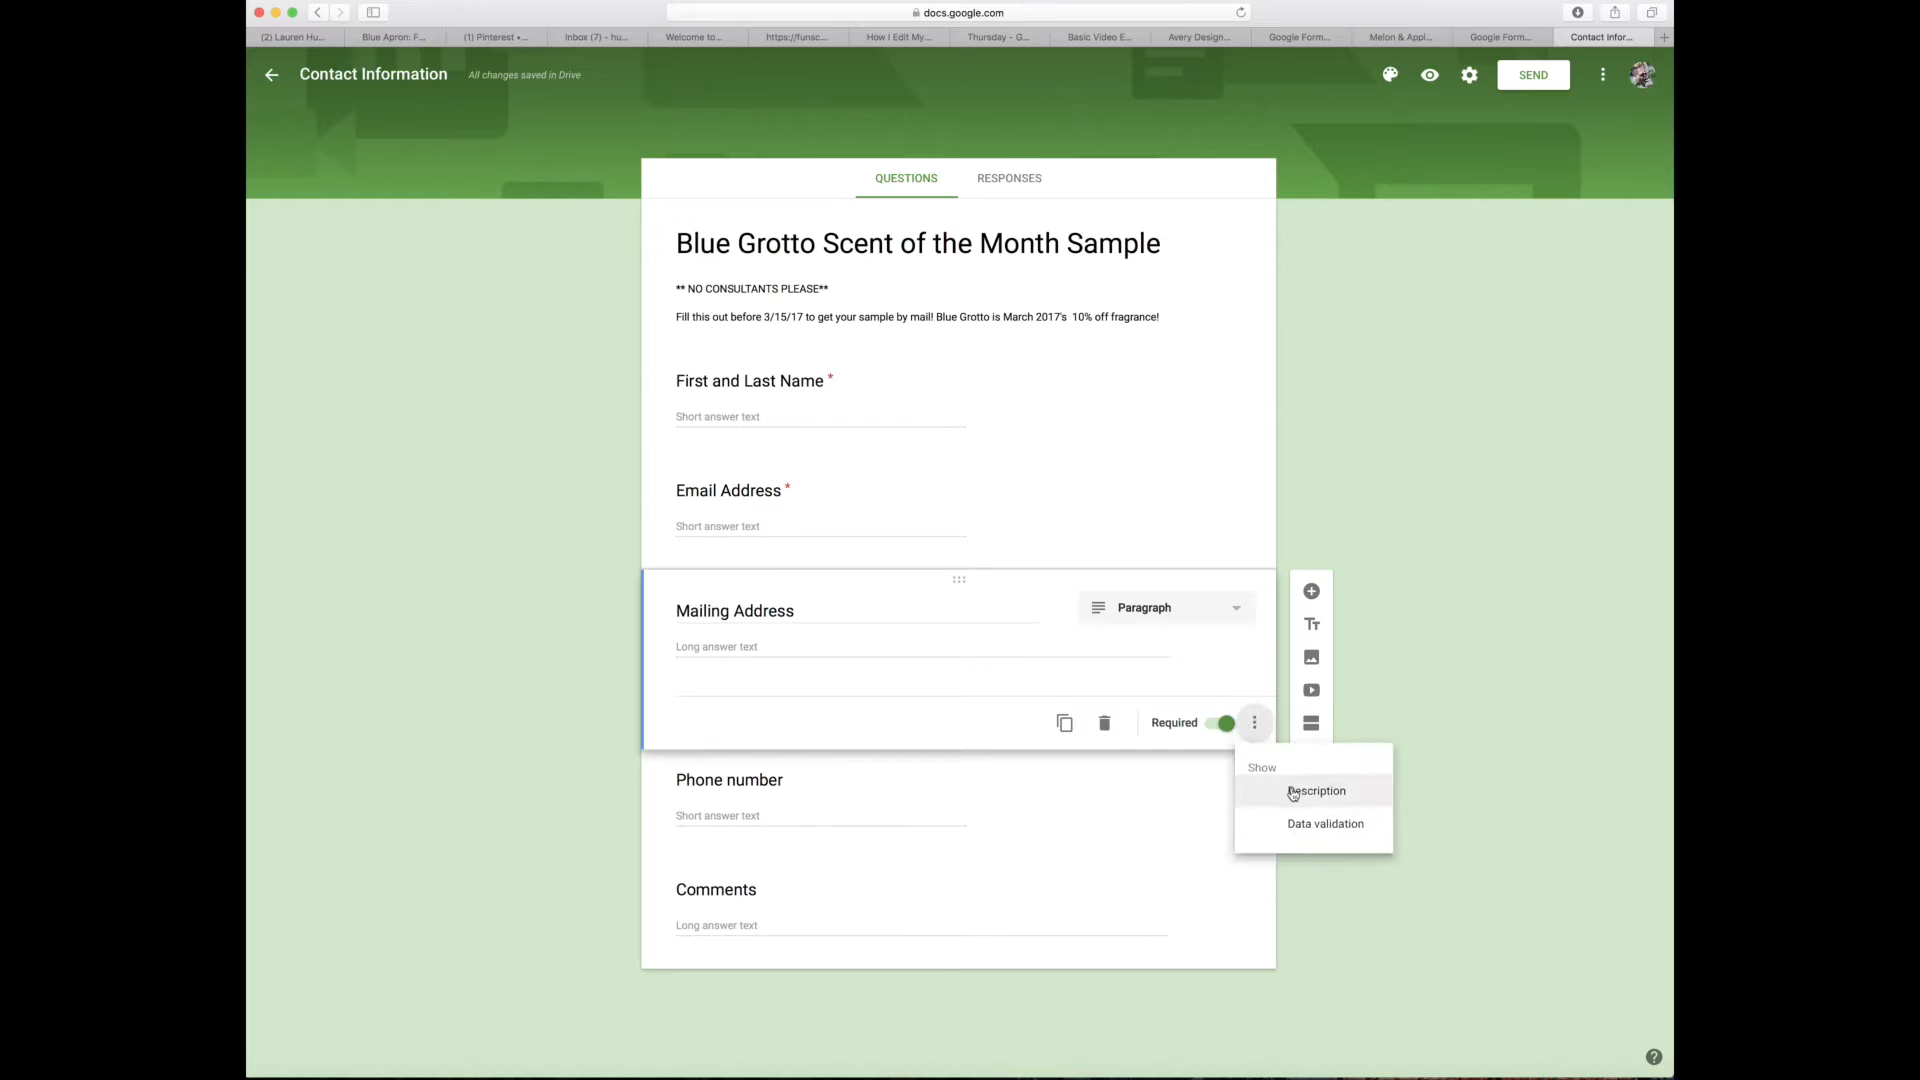 docs.google.com
(2) Lauren Hu...
Blue Apron: F...
(1) Pinterest •...
Inbox (7) - hu...
Welcome to...
https://funsc...
How I Edit My...
Thursday - G...
Basic Video E...
Avery Design...
Google Form...
Melon & Appl...
Google Form...
Contact Infor...
Contact Information
All changes saved in Drive
SEND
QUESTIONS
RESPONSES
Blue Grotto Scent of the Month Sample
** NO CONSULTANTS PLEASE**
Fill this out before 3/15/17 to get your sample by mail! Blue Grotto is March 2017's 10% off fragrance!
First and Last Name *
Short answer text
Email Address *
Short answer text
Mailing Address
Paragraph
Long answer text
Required
Show
Description
Data validation
Phone number
Short answer text
Comments
Long answer text